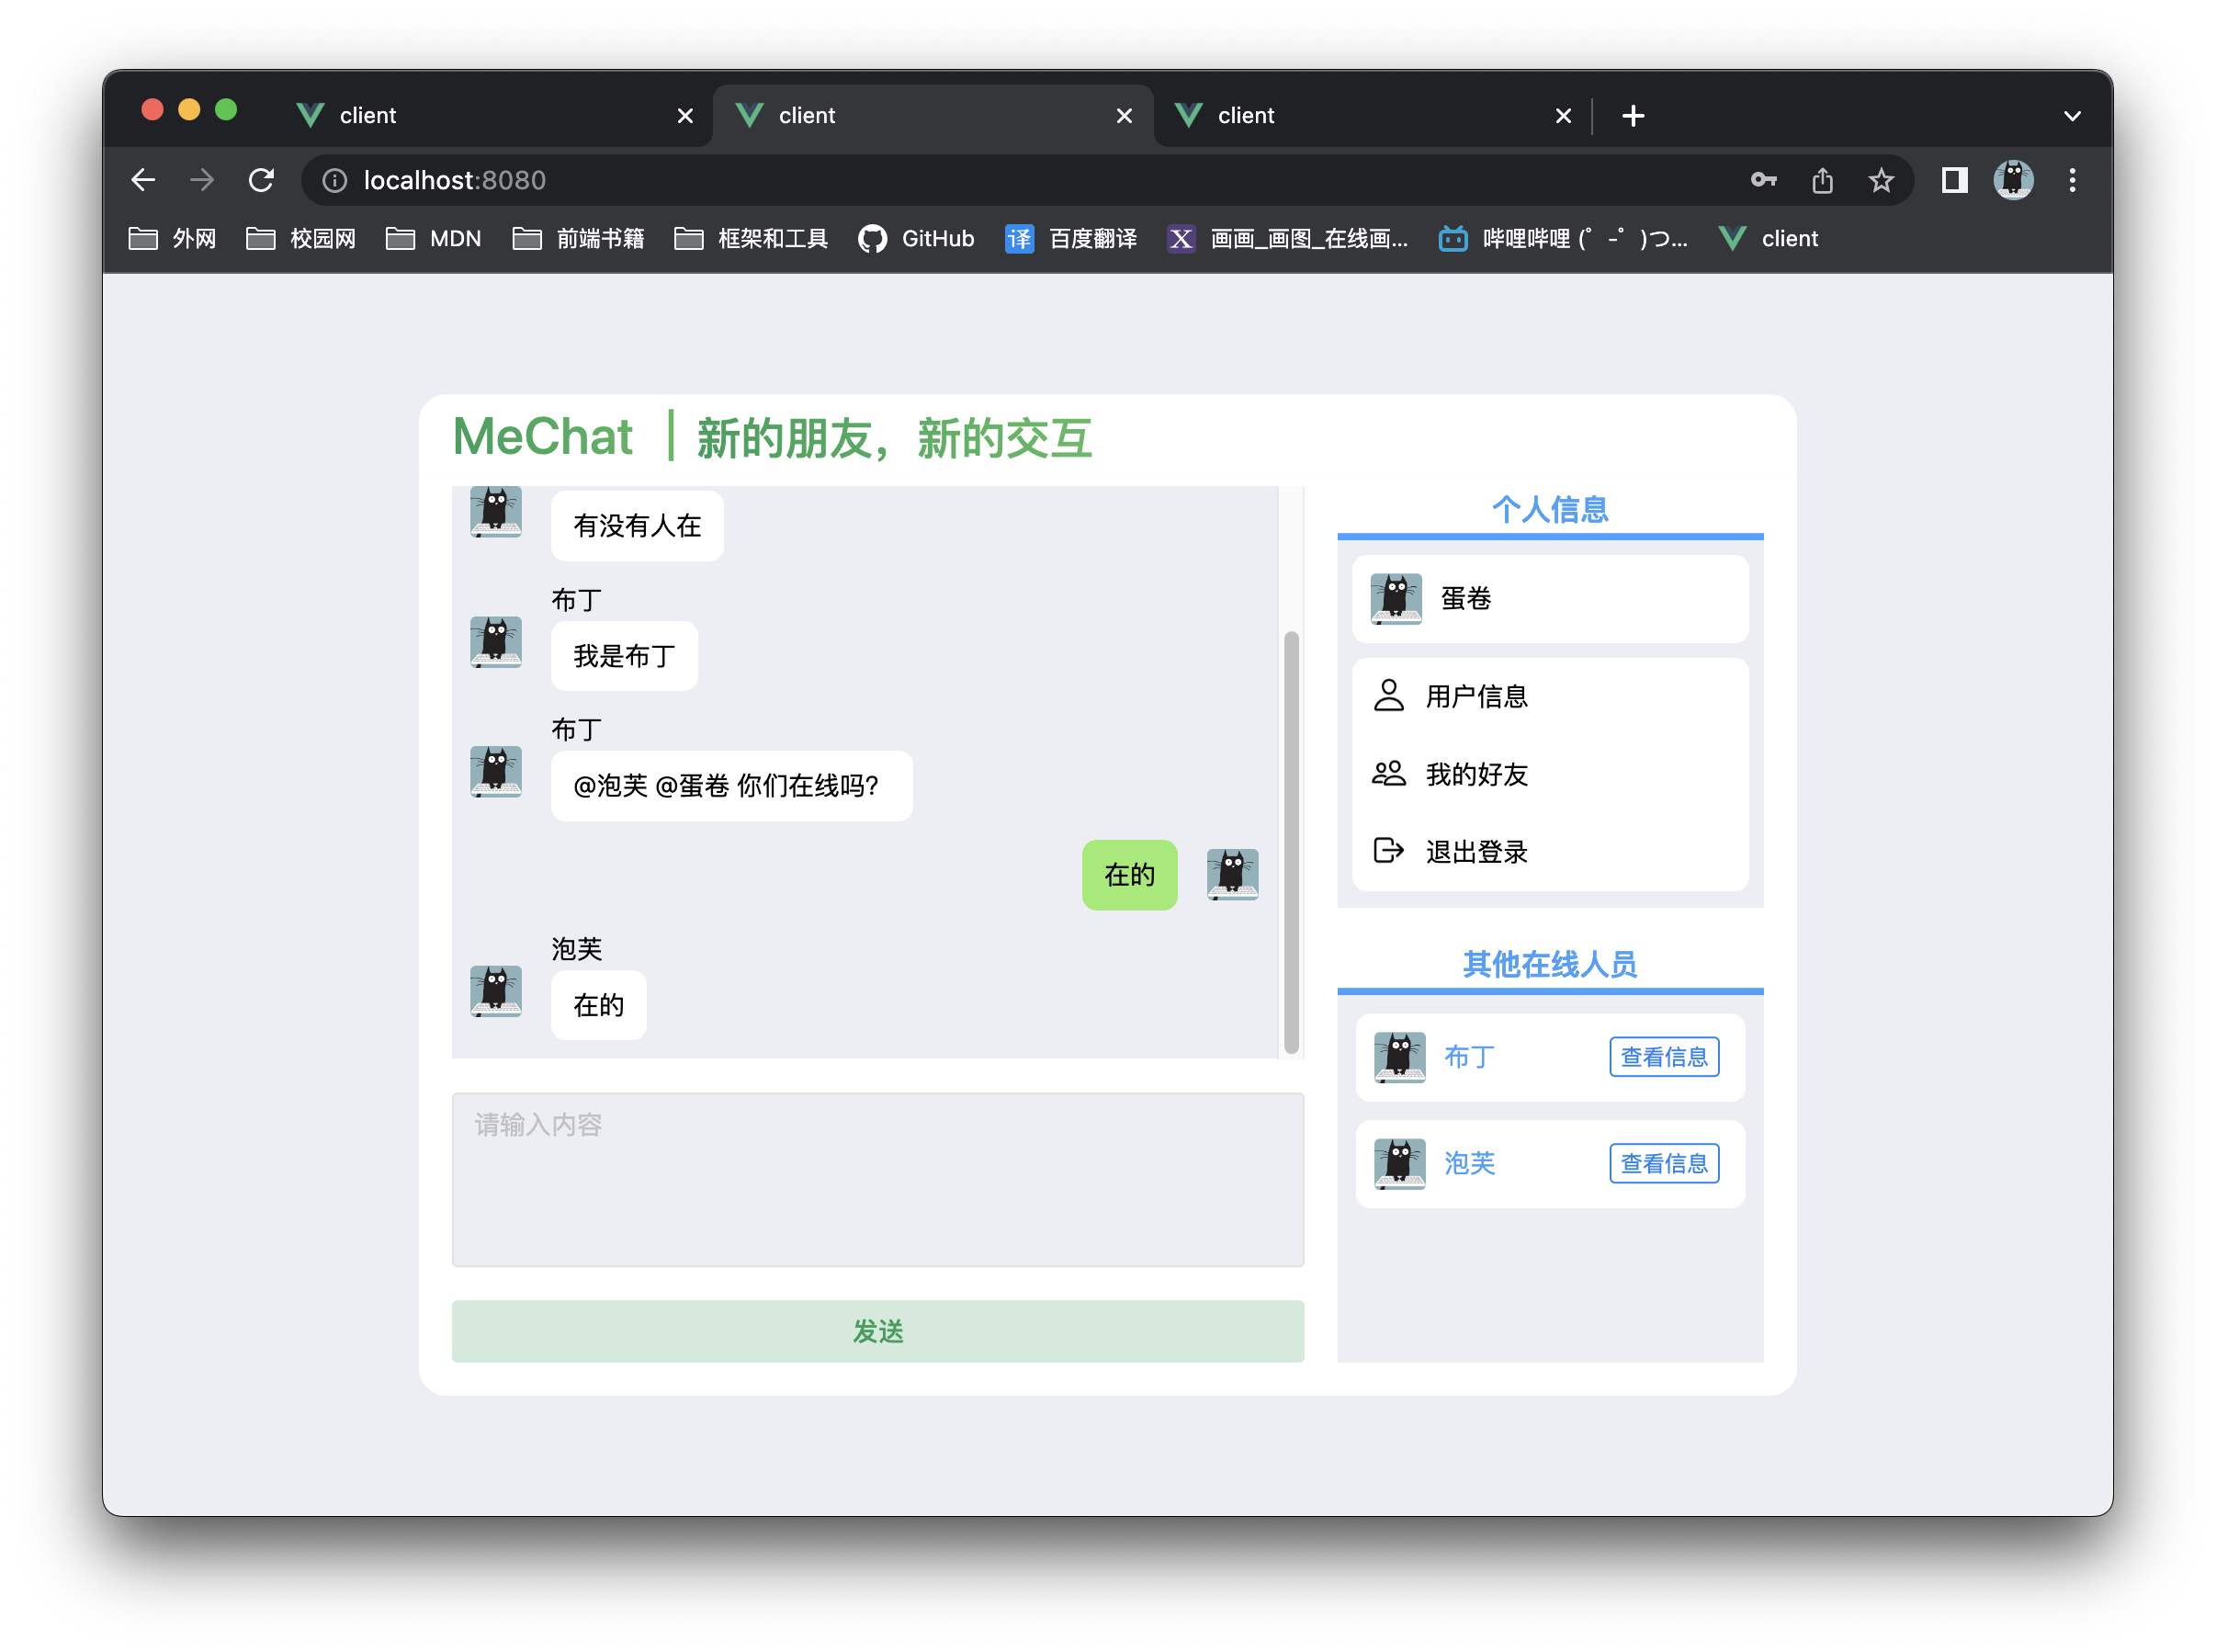 client
client
client
localhost:8080
外网 校园网 MDN 前端书籍 框架和工具 GitHub 译 百度翻译 X 画画_画图_在线画... 哔哩哔哩 (゜-゜)つ... client
MeChat | 新的朋友，新的交互
有没有人在
布丁
我是布丁
布丁
@泡芙 @蛋卷 你们在线吗?
在的
泡芙
在的
请输入内容
发送
个人信息
蛋卷
用户信息
我的好友
退出登录
其他在线人员
布丁 查看信息
泡芙 查看信息